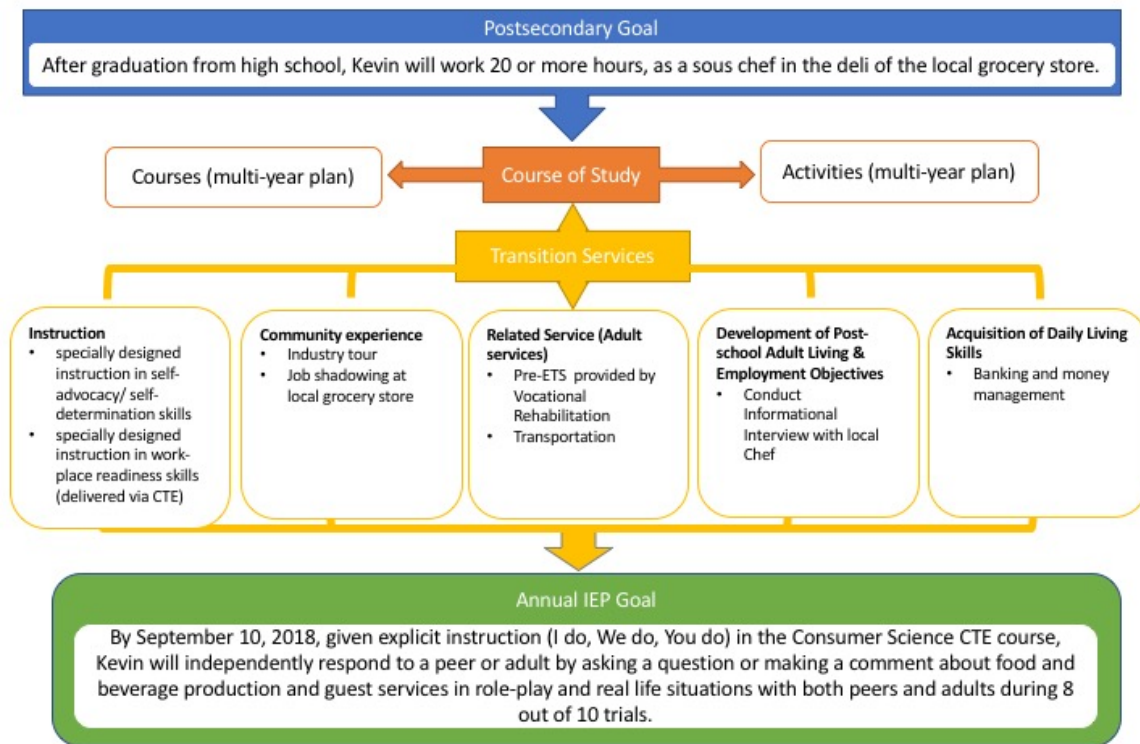 Postsecondary Goal
After graduation from high school, Kevin will work 20 or more hours, as a sous chef in the deli of the local grocery store.
Courses (multi-year plan)
Course of Study
Activities (multi-year plan)
Transition Services
Instruction
• specially designed
instruction in self-
advocacy/ self-
determination skills
• specially designed
instruction in work-
place readiness skills
(delivered via CTE)
Community experience
• Industry tour
• Job shadowing at
local grocery store
Related Service (Adult
services)
• Pre-ETS provided by
Vocational
Rehabilitation
• Transportation
Development of Post-
school Adult Living &
Employment Objectives
• Conduct
Informational
Interview with local
Chef
Acquisition of Daily Living
Skills
• Banking and money
management
Annual IEP Goal
By September 10, 2018, given explicit instruction (I do, We do, You do) in the Consumer Science CTE course,
Kevin will independently respond to a peer or adult by asking a question or making a comment about food and
beverage production and guest services in role-play and real life situations with both peers and adults during 8
out of 10 trials.